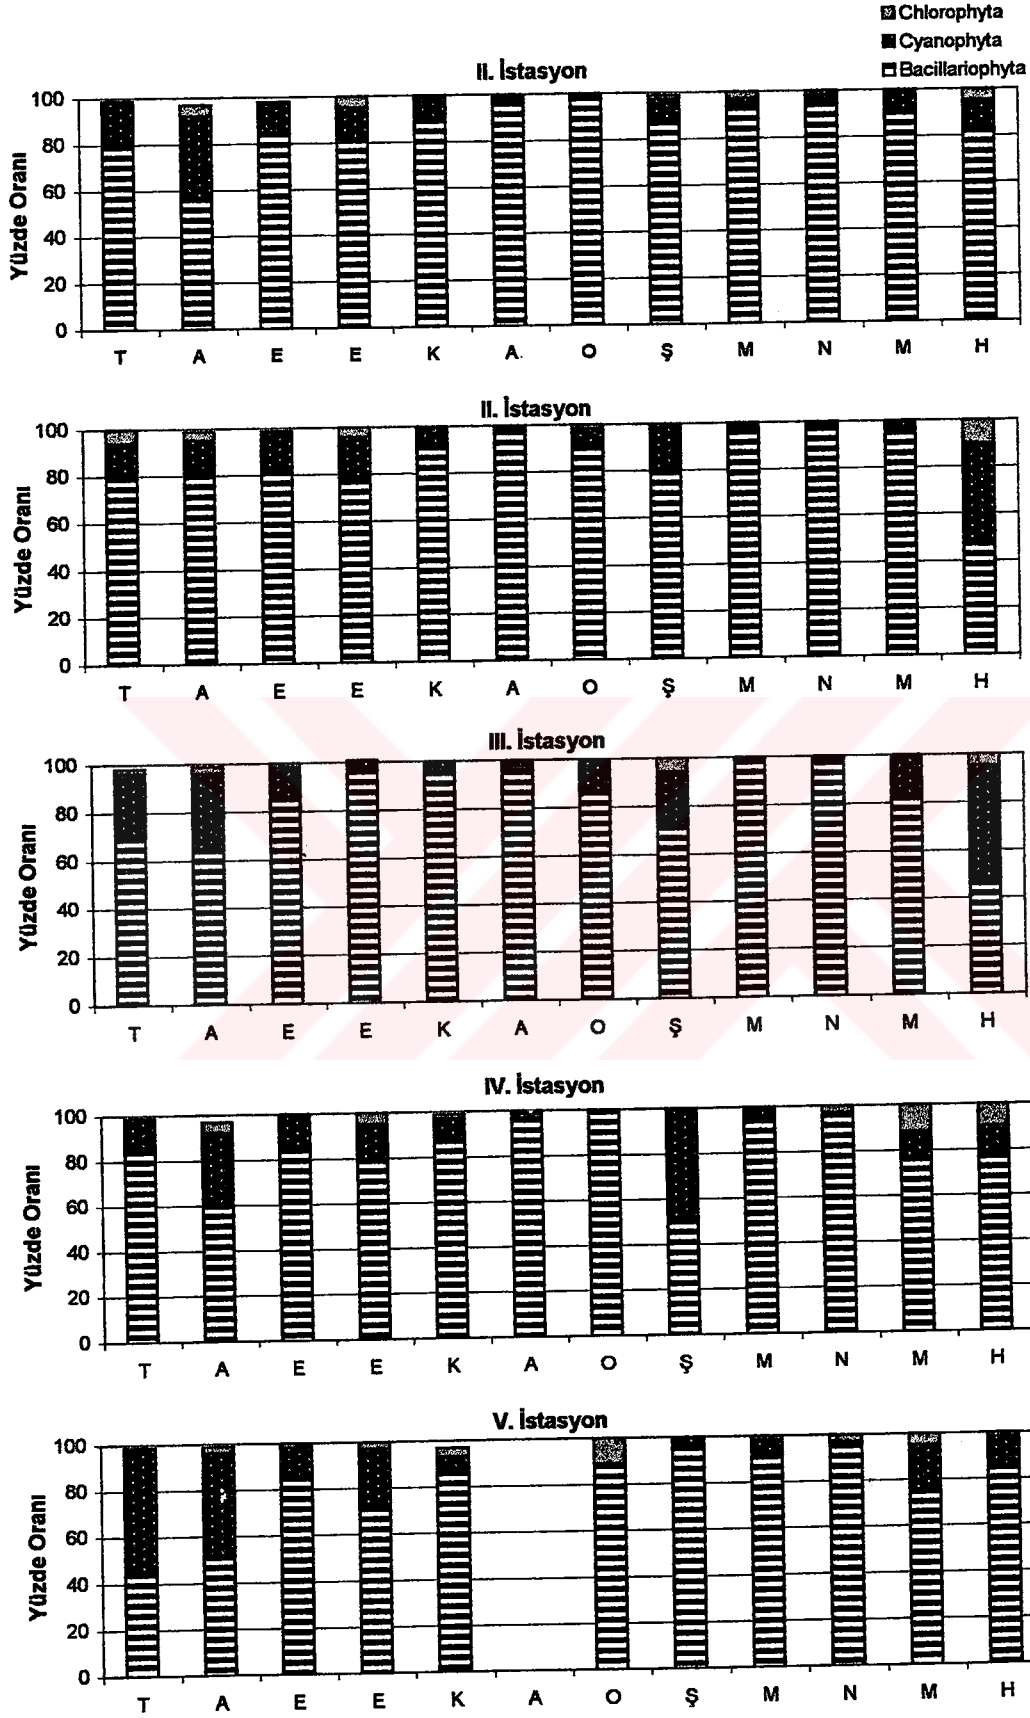 Chlorophyta
Cyanophyta
Bacillariophyta
II. İstasyon
Yüzde Oranı
100
80
60
40
20
0
T A E E K A. O Ş M N M H
II. İstasyon
Yüzde Oranı
100
80
60
40
20
0
T A E E K A O Ş M N M H
III. İstasyon
Yüzde Oranı
100
80
60
40
20
0
T A E E K A O Ş M N M H
IV. İstasyon
Yüzde Oranı
100
80
60
40
20
0
T A E E K A O Ş M N M H
V. İstasyon
Yüzde Oranı
100
80
60
40
20
0
T A E E K A O Ş M N M H